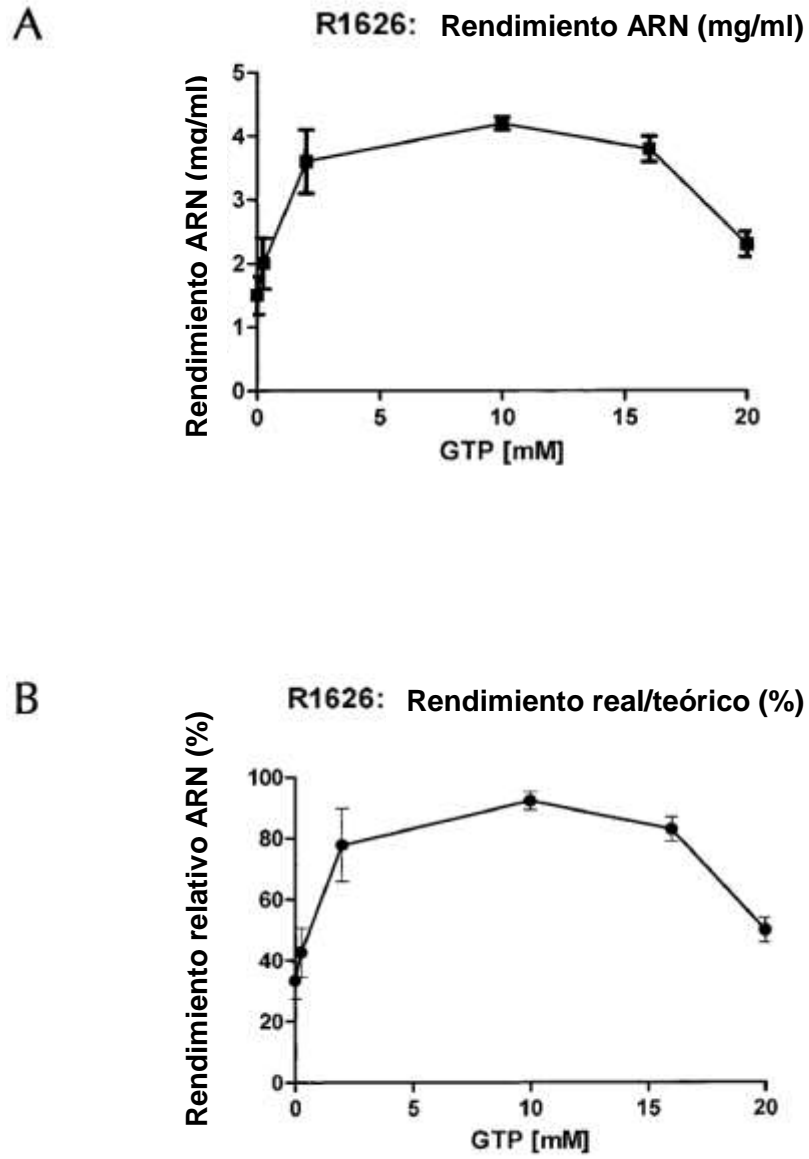 A
R1626: Rendimiento ARN (mg/ml)
Rendimiento ARN (mg/ml)
5
4
3
2
1
0
0 5 10 15 20
GTP [mM]
B
R1626: Rendimiento real/teórico (%)
Rendimiento relativo ARN (%)
100
80
60
40
20
0
0 5 10 15 20
GTP [mM]